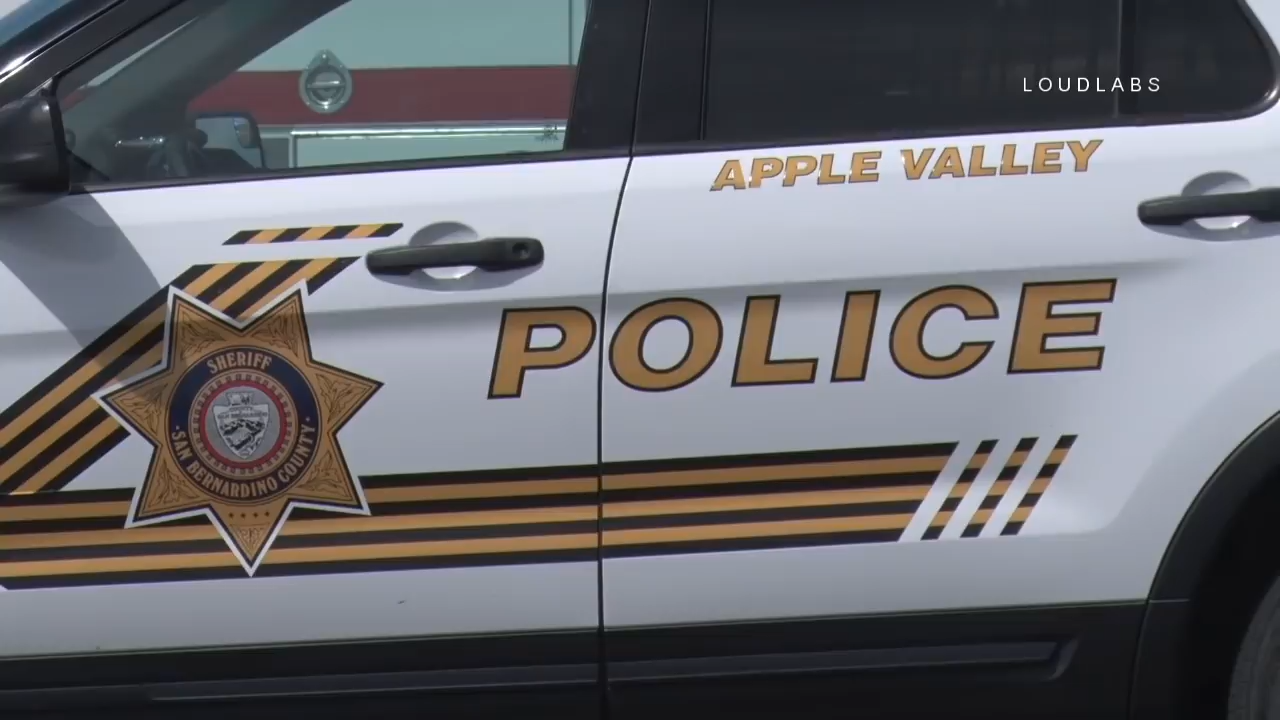 LOUDLABS
APPLE VALLEY
POLICE
SHERIFF
SAN BERNARDINO COUNTY